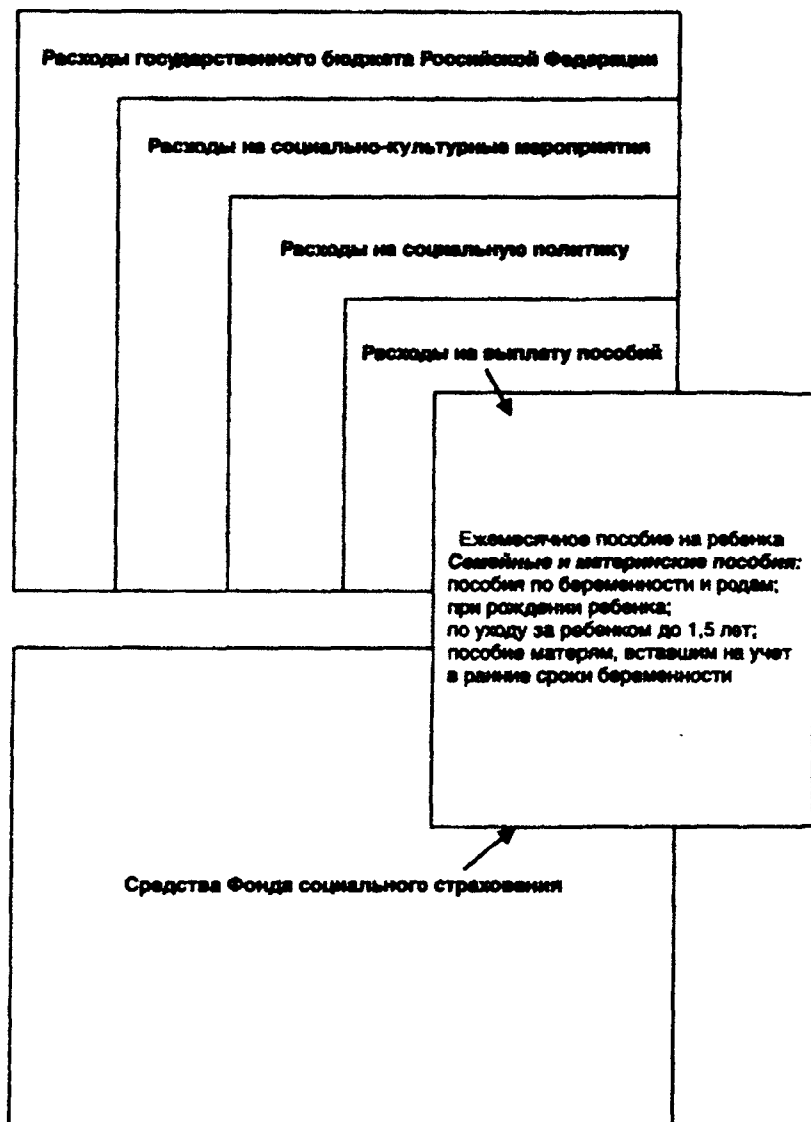 Расходы государственного бюджета Российской Федерации
Расходы на социально-культурные мероприятия
Расходы на социальную политику
Расходы на выплату пособий
Ежемесячное пособие на ребенка
Семейные и материнские пособия:
пособия по беременности и родам;
при рождении ребенка;
по уходу за ребенком до 1,5 лет;
пособие матерям, вставшим на учет
в ранние сроки беременности
Средства Фонда социального страхования